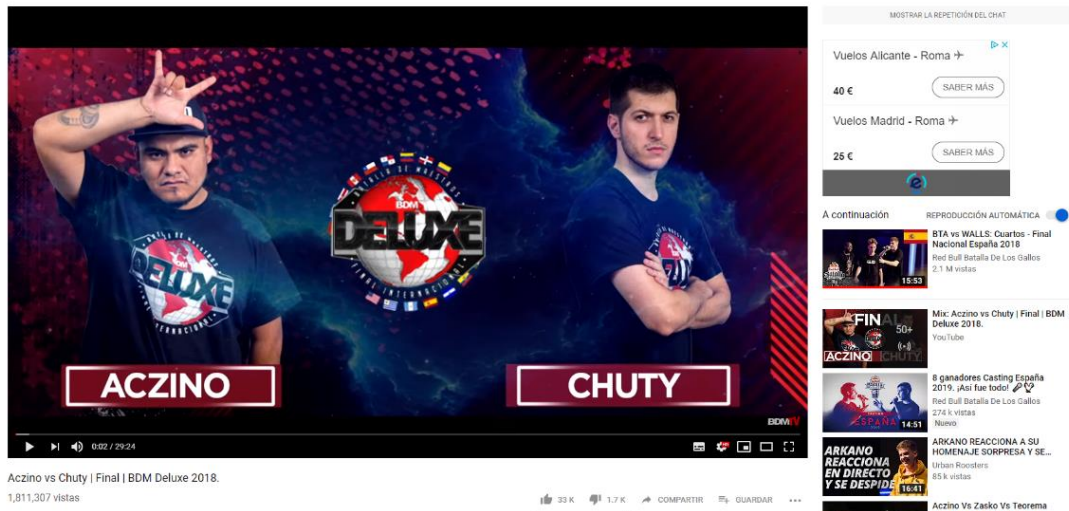 BATALLA DE MAESTROS
BDM
DELUXE
FINAL INTERNACIONAL
DELUXE
ACZINO
CHUTY
BDMTV
0:02 / 29:24
Aczino vs Chuty | Final | BDM Deluxe 2018.
1,811,307 vistas
33 K
1.7 K
COMPARTIR
GUARDAR
MOSTRAR LA REPETICIÓN DEL CHAT
Vuelos Alicante - Roma
40 €
SABER MÁS
Vuelos Madrid - Roma
25 €
SABER MÁS
A continuación
REPRODUCCIÓN AUTOMÁTICA
BTA vs WALLS: Cuartos - Final
Nacional España 2018
Red Bull Batalla De Los Gallos
2.1 M vistas
15:53
FINAL
50+
ACZINO CHUTY
Mix: Aczino vs Chuty | Final | BDM
Deluxe 2018.
YouTube
ESPAÑA
14:51
8 ganadores Casting España
2019. ¡Así fue todo! 🎤🐓
Red Bull Batalla De Los Gallos
274 k vistas
Nuevo
ARKANO
REACCIONA
EN DIRECTO
Y SE DESPIDE
16:41
ARKANO REACCIONA A SU
HOMENAJE SORPRESA Y SE...
Urban Roosters
85 k vistas
Aczino Vs Zasko Vs Teorema